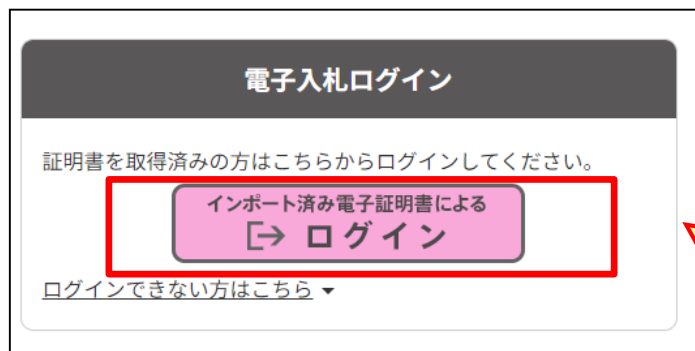 電子入札ログイン
証明書を取得済みの方はこちらからログインしてください。
インポート済み電子証明書による
ログイン
ログインできない方はこちら